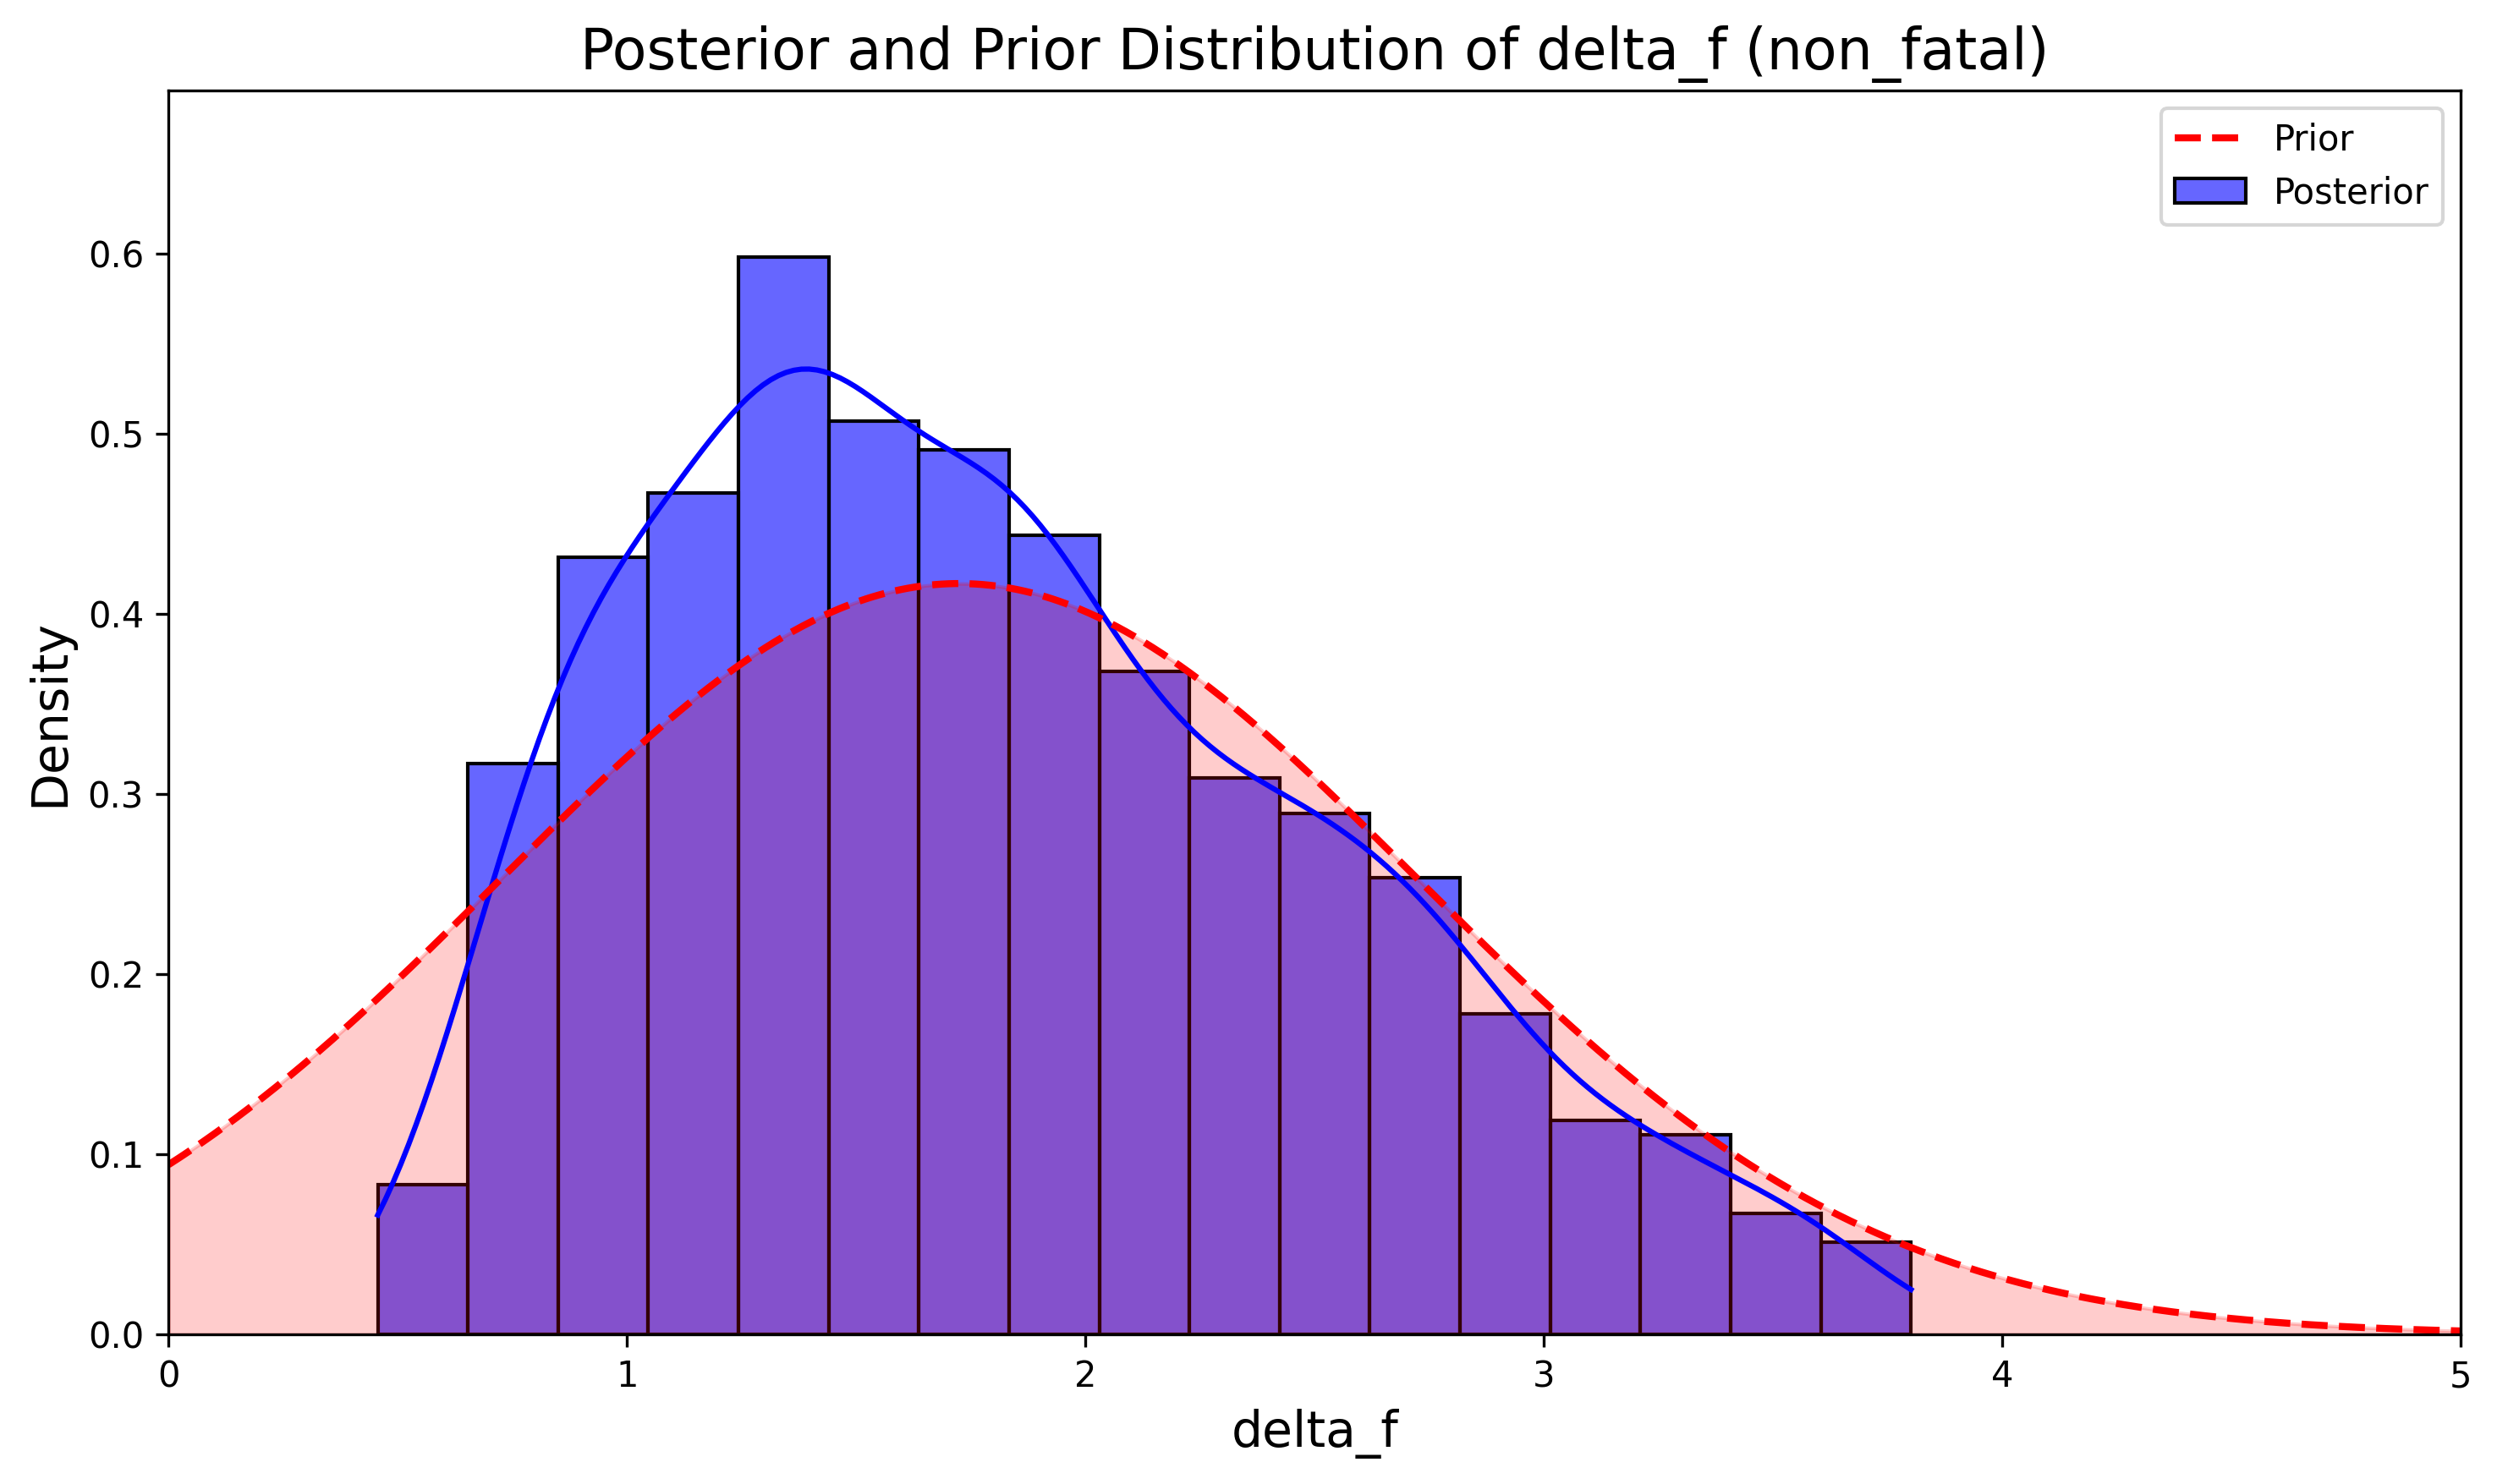 Posterior and Prior Distribution of delta_f (non_fatal)
Prior
Posterior
Density
0.6
0.5
0.4
0.3
0.2
0.1
0.0
0 1 2 3 4 5
delta_f